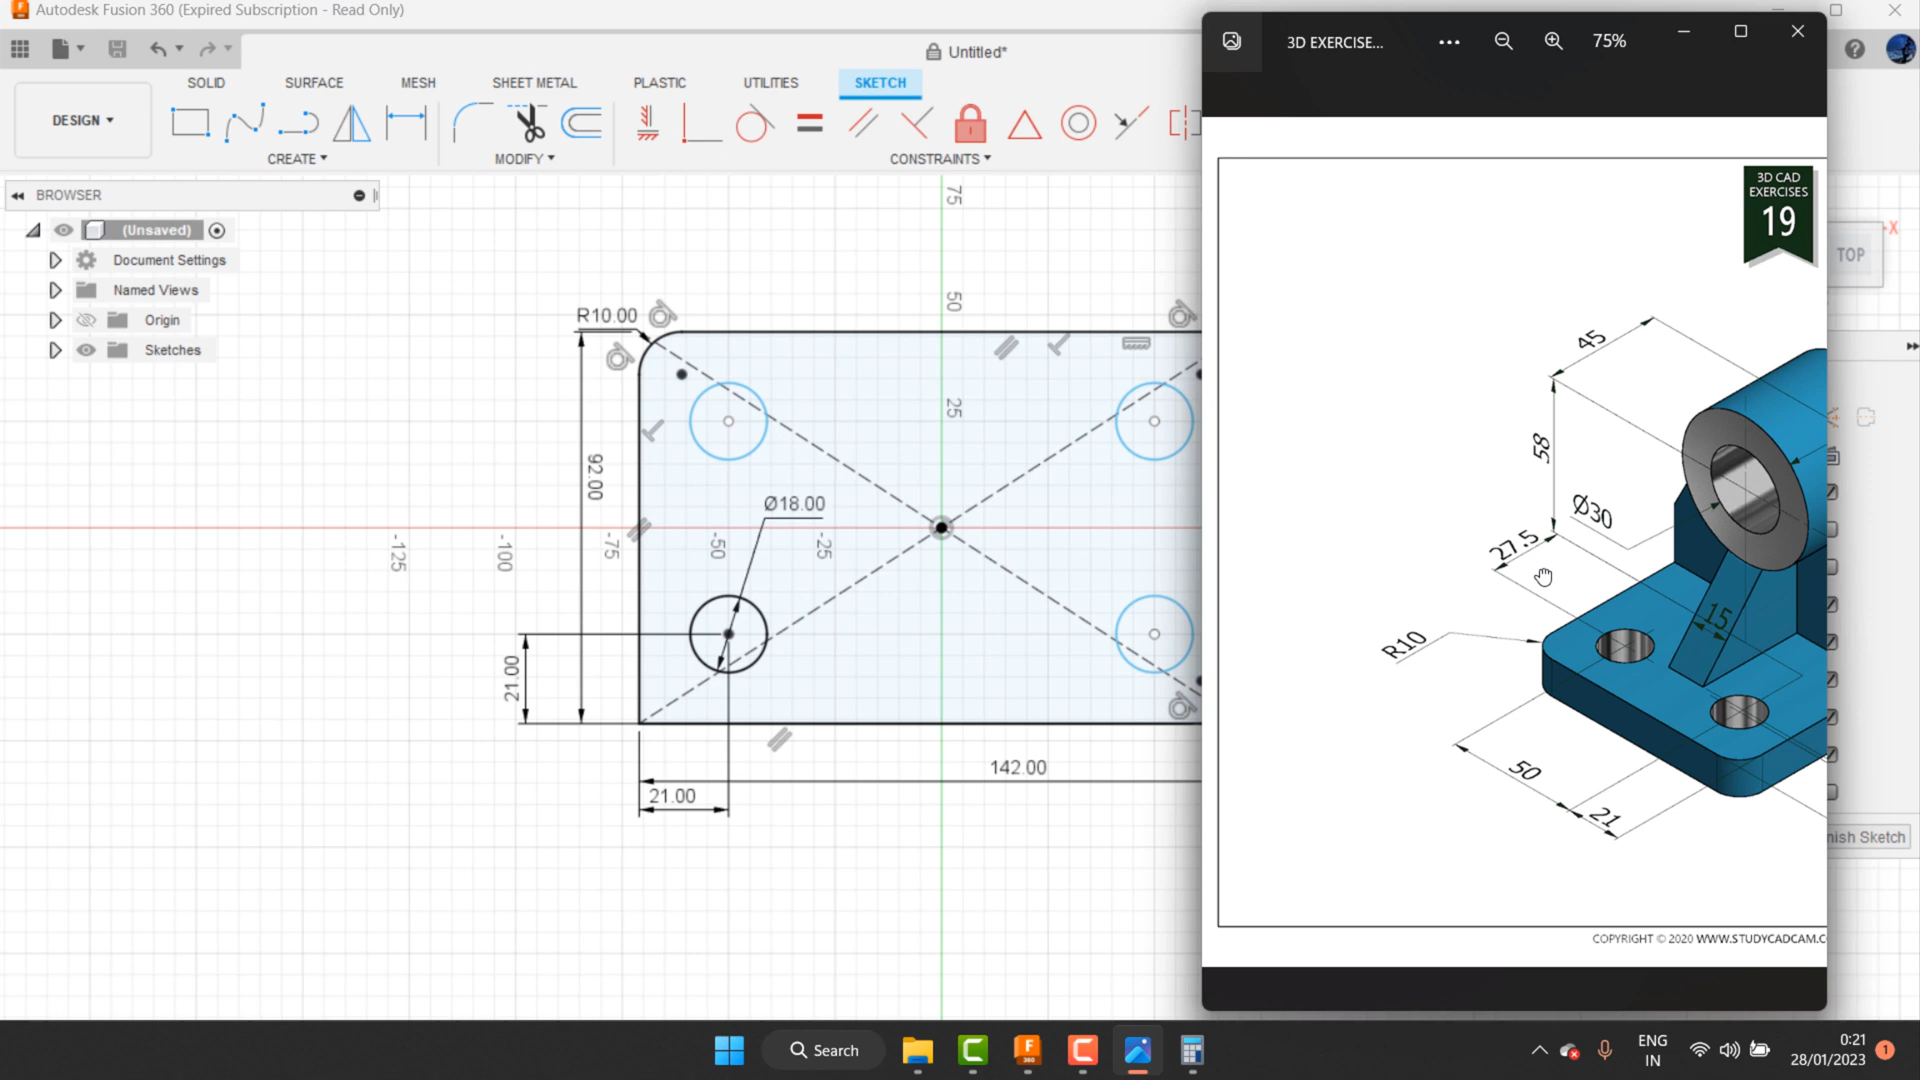 Autodesk Fusion 360 (Expired Subscription - Read Only)
Untitled*
SOLID SURFACE MESH SHEET METAL PLASTIC UTILITIES SKETCH
DESIGN
CREATE MODIFY CONSTRAINTS
BROWSER
(Unsaved)
Document Settings
Named Views
Origin
Sketches
75
50
25
R10.00
92.00
Ø18.00
-125
-100
-75
-50
-25
21.00
142.00
21.00
3D EXERCISE...
75%
3D CAD
EXERCISES
19
45
58
Ø30
27.5
15
R10
50
21
COPYRIGHT © 2020 WWW.STUDYCADCAM.C
-X
TOP
nish Sketch
Search
F
360
ENG
IN
0:21
28/01/2023
1